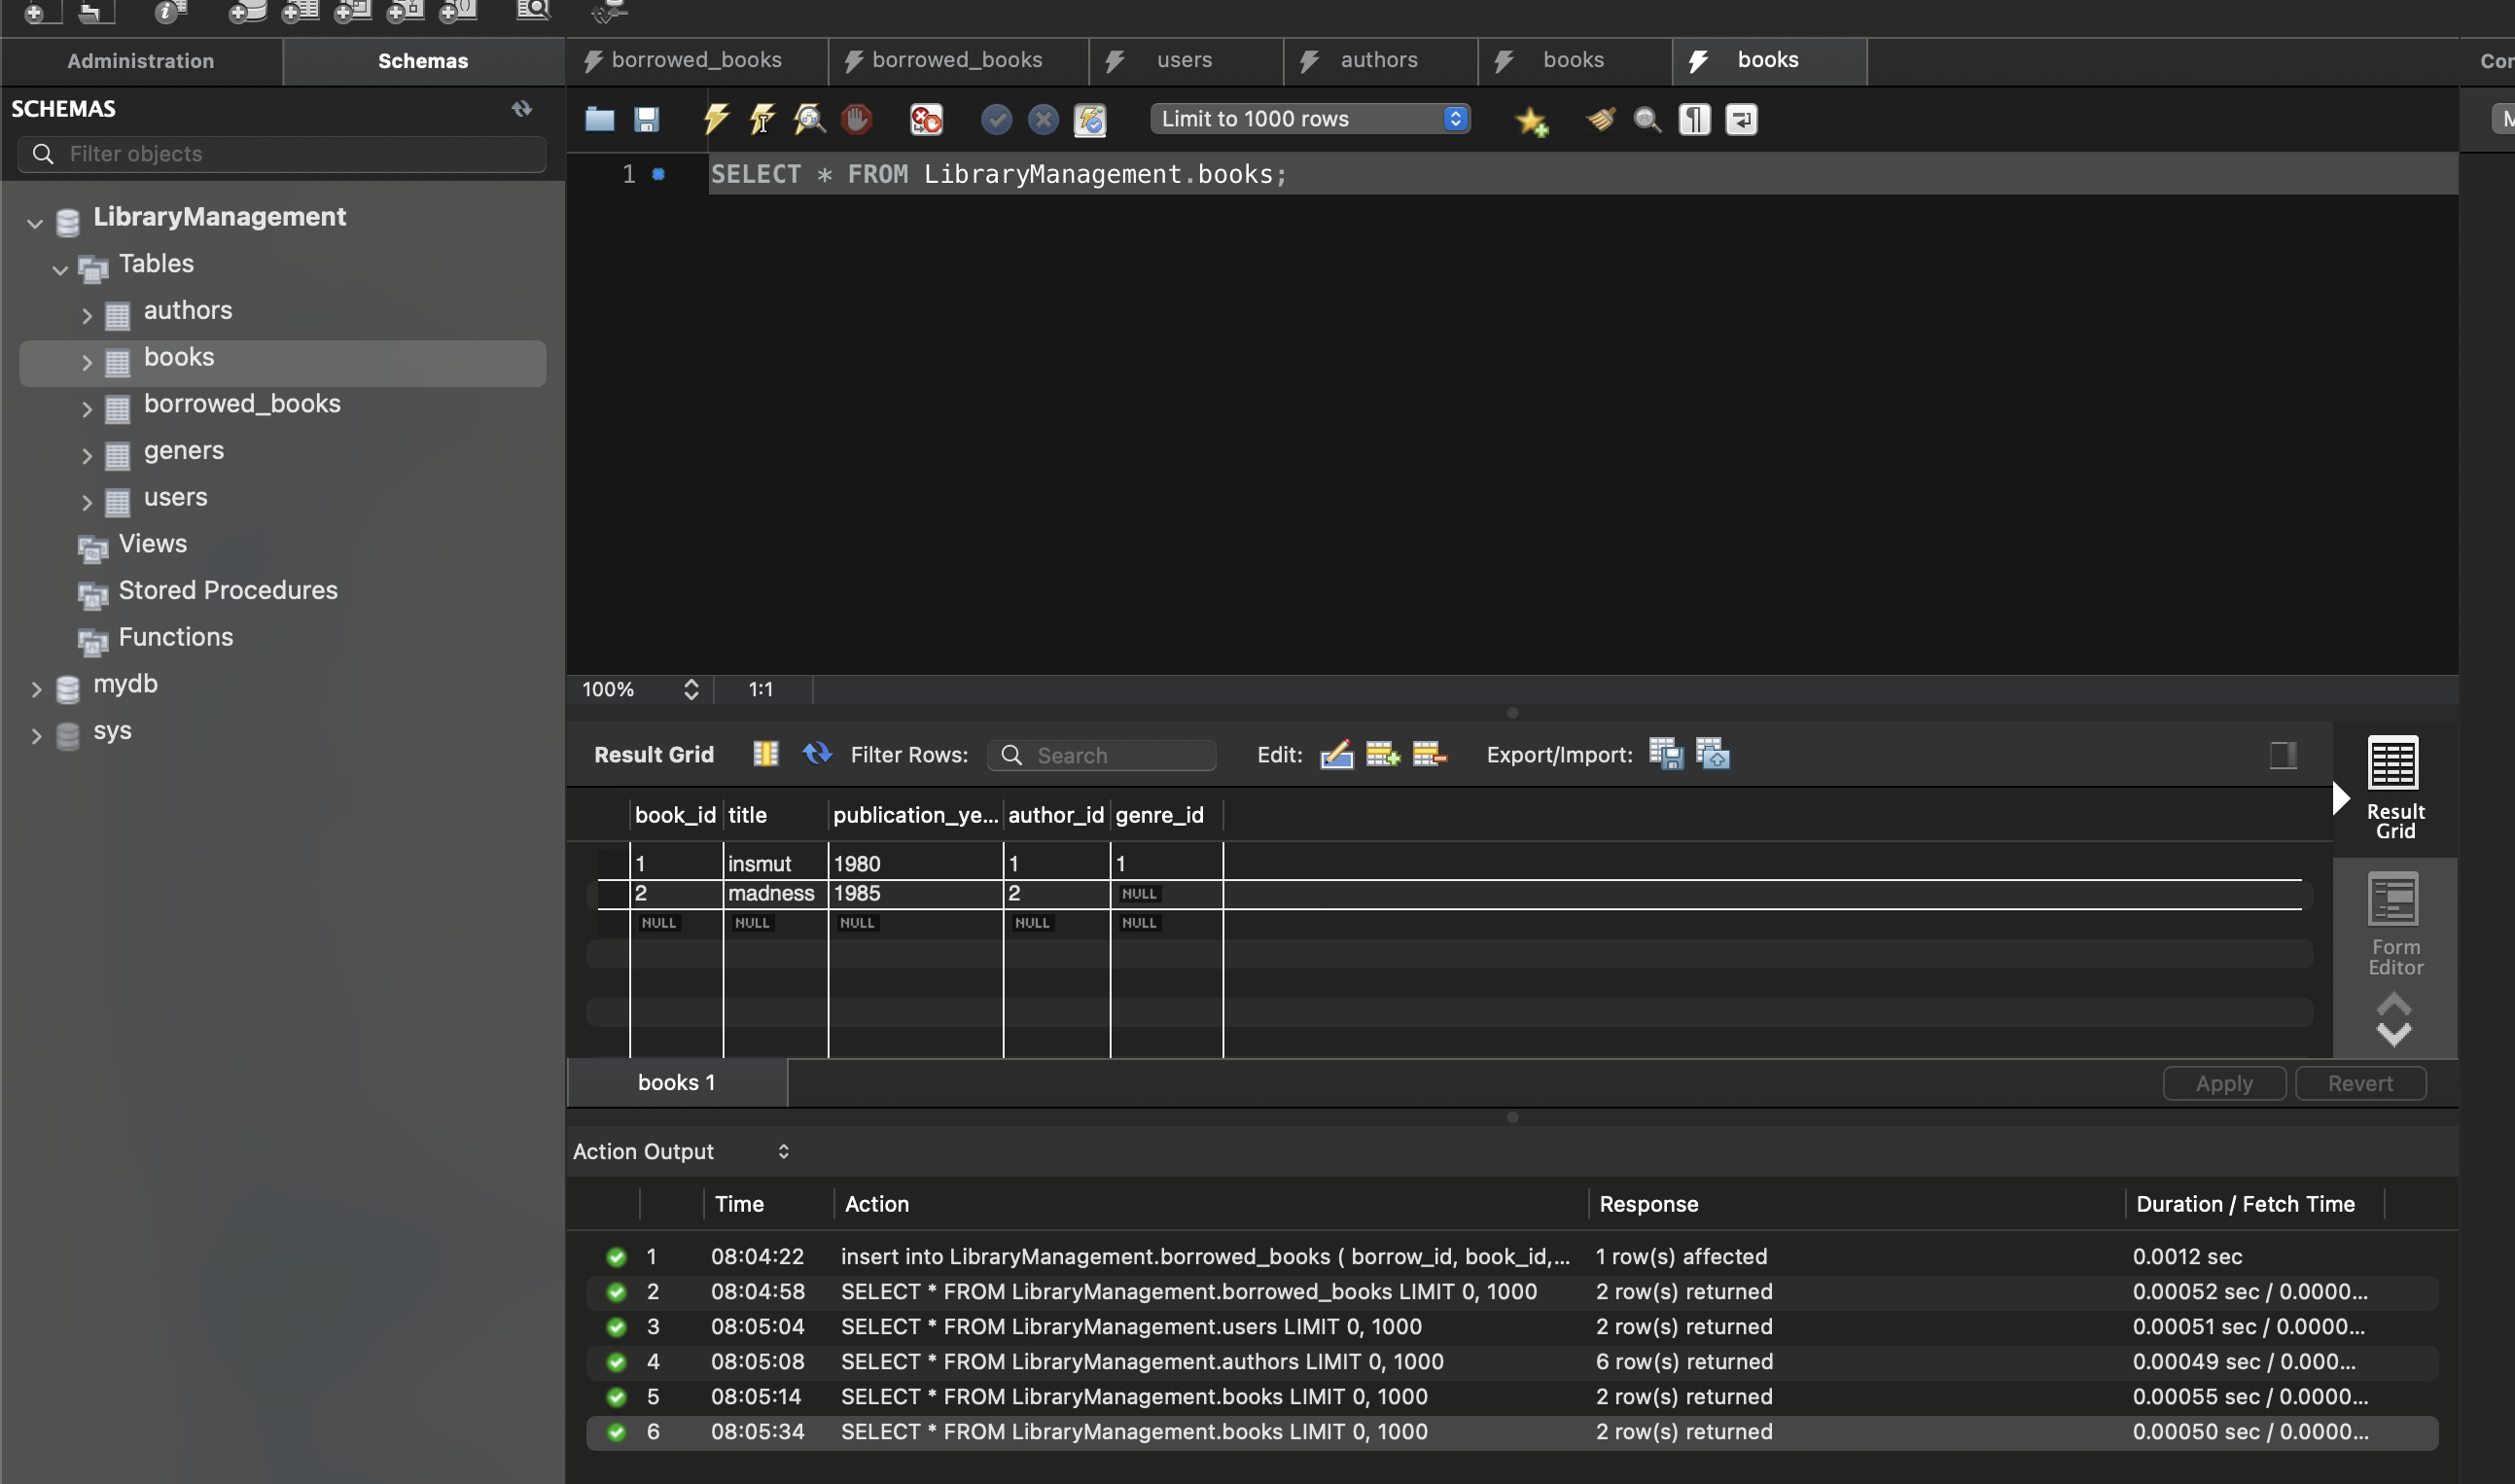 Administration
Schemas
borrowed_books
borrowed_books
users
authors
books
books
SCHEMAS
Filter objects
Limit to 1000 rows
1
SELECT * FROM LibraryManagement.books;
LibraryManagement
Tables
authors
books
borrowed_books
geners
users
Views
Stored Procedures
Functions
mydb
sys
100%
1:1
Result Grid
Filter Rows:
Search
Edit:
Export/Import:
Result
Grid
Form
Editor
book_id title publication_ye... author_id genre_id
1 insmut 1980 1 1
2 madness 1985 2 NULL
NULL NULL NULL NULL NULL
books 1
Apply
Revert
Action Output
Time Action Response Duration / Fetch Time
1 08:04:22 insert into LibraryManagement.borrowed_books ( borrow_id, book_id,... 1 row(s) affected 0.0012 sec
2 08:04:58 SELECT * FROM LibraryManagement.borrowed_books LIMIT 0, 1000 2 row(s) returned 0.00052 sec / 0.0000...
3 08:05:04 SELECT * FROM LibraryManagement.users LIMIT 0, 1000 2 row(s) returned 0.00051 sec / 0.0000...
4 08:05:08 SELECT * FROM LibraryManagement.authors LIMIT 0, 1000 6 row(s) returned 0.00049 sec / 0.000...
5 08:05:14 SELECT * FROM LibraryManagement.books LIMIT 0, 1000 2 row(s) returned 0.00055 sec / 0.0000...
6 08:05:34 SELECT * FROM LibraryManagement.books LIMIT 0, 1000 2 row(s) returned 0.00050 sec / 0.0000...